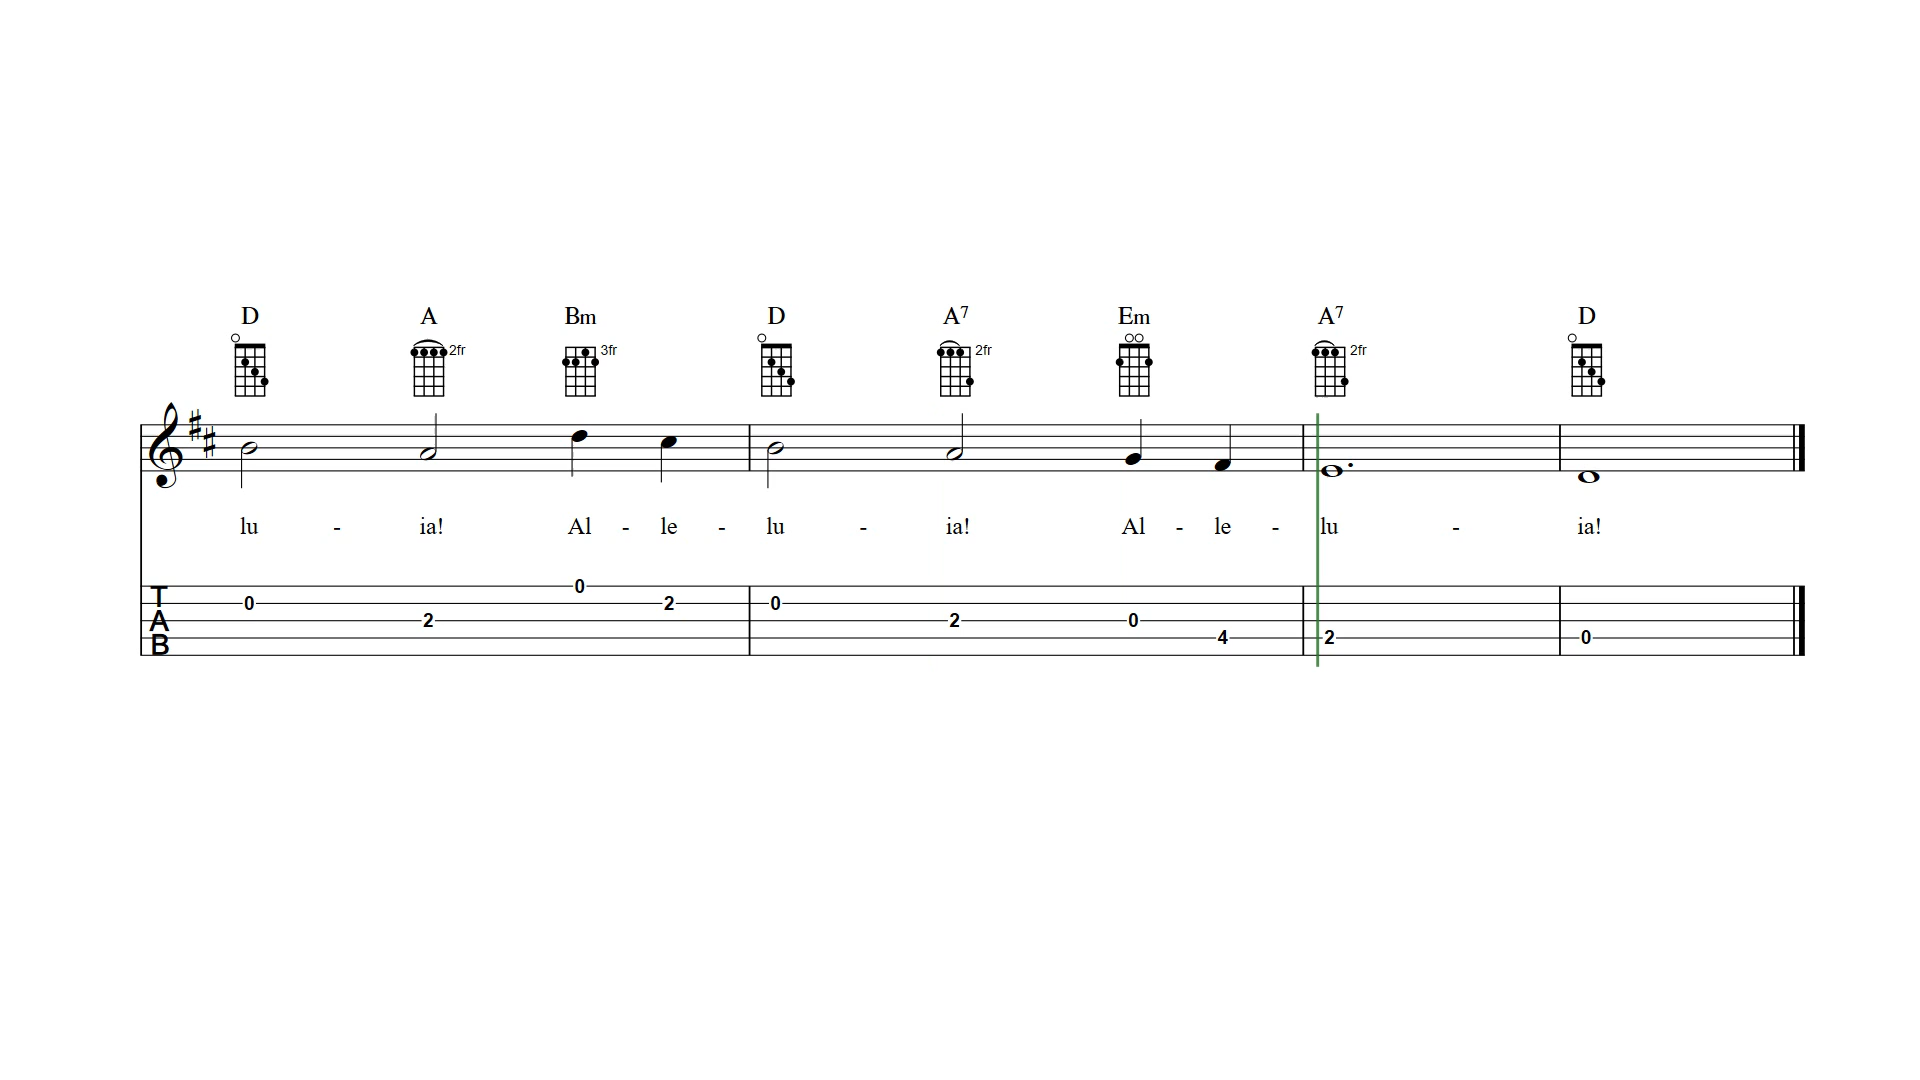 D A Bm D A7 Em A7 D
2fr 3fr 2fr 2fr
lu - ia! Al - le - lu - ia! Al - le - lu - ia!
0
T 0 2 0
A 2 2 0
B 4 2 0